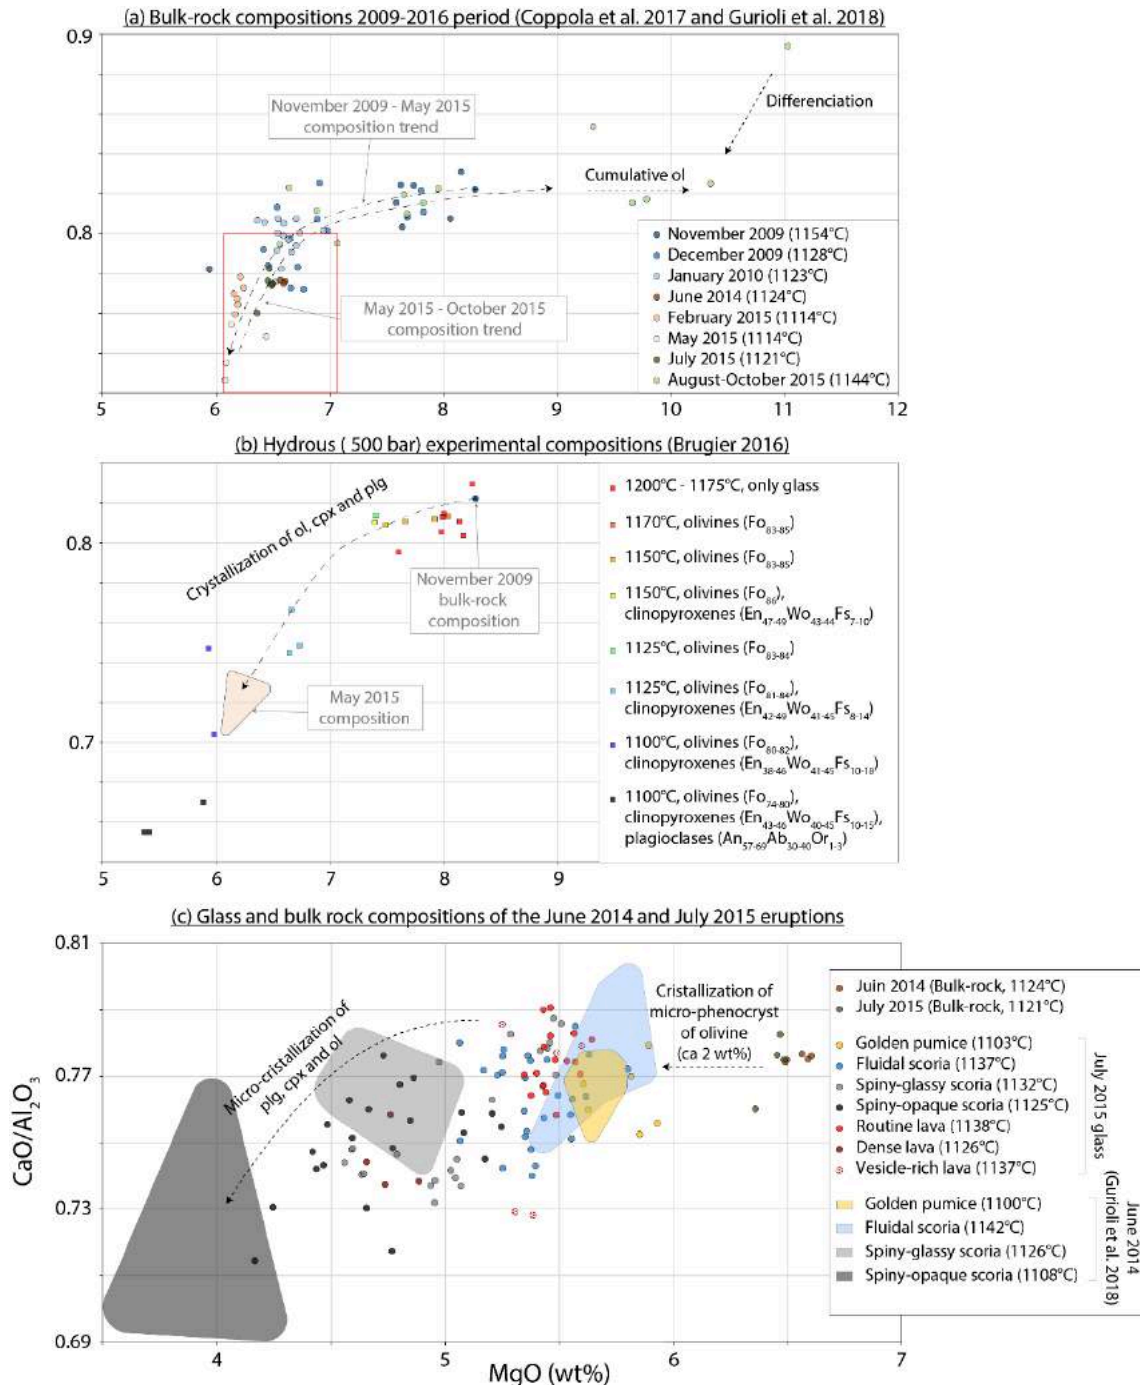 (a) Bulk-rock compositions 2009-2016 period (Coppola et al. 2017 and Gurioli et al. 2018)
0.9
November 2009 - May 2015
composition trend
Differenciation
Cumulative ol
0.8
May 2015 - October 2015
composition trend
November 2009 (1154°C)
December 2009 (1128°C)
January 2010 (1123°C)
June 2014 (1124°C)
February 2015 (1114°C)
May 2015 (1114°C)
July 2015 (1121°C)
August-October 2015 (1144°C)
5 6 7 8 9 10 11 12
(b) Hydrous ( 500 bar) experimental compositions (Brugier 2016)
Crystallization of ol, cpx and plg
0.8
November 2009
bulk-rock
composition
May 2015
composition
0.7
1200°C - 1175°C, only glass
1170°C, olivines (Fo83-85)
1150°C, olivines (Fo83-85)
1150°C, olivines (Fo86),
clinopyroxenes (En47-49Wo43-44Fs7-10)
1125°C, olivines (Fo83-84)
1125°C, olivines (Fo81-84),
clinopyroxenes (En42-49Wo41-45Fs8-14)
1100°C, olivines (Fo80-82),
clinopyroxenes (En38-46Wo41-45Fs10-18)
1100°C, olivines (Fo74-80),
clinopyroxenes (En43-46Wo40-45Fs10-15),
plagioclases (An57-69Ab30-40Or1-3)
5 6 7 8 9
(c) Glass and bulk rock compositions of the June 2014 and July 2015 eruptions
0.81
0.77
0.73
0.69
CaO/Al2O3
Micro-cristallization of
plg, cpx and ol
Cristallization of
micro-phenocryst
of olivine
(ca 2 wt%)
Juin 2014 (Bulk-rock, 1124°C)
July 2015 (Bulk-rock, 1121°C)
Golden pumice (1103°C)
Fluidal scoria (1137°C)
Spiny-glassy scoria (1132°C)
Spiny-opaque scoria (1125°C)
Routine lava (1138°C)
Dense lava (1126°C)
Vesicle-rich lava (1137°C)
July 2015 glass
Golden pumice (1100°C)
Fluidal scoria (1142°C)
Spiny-glassy scoria (1126°C)
Spiny-opaque scoria (1108°C)
June 2014
(Gurioli et al. 2018)
4 5 6 7
MgO (wt%)